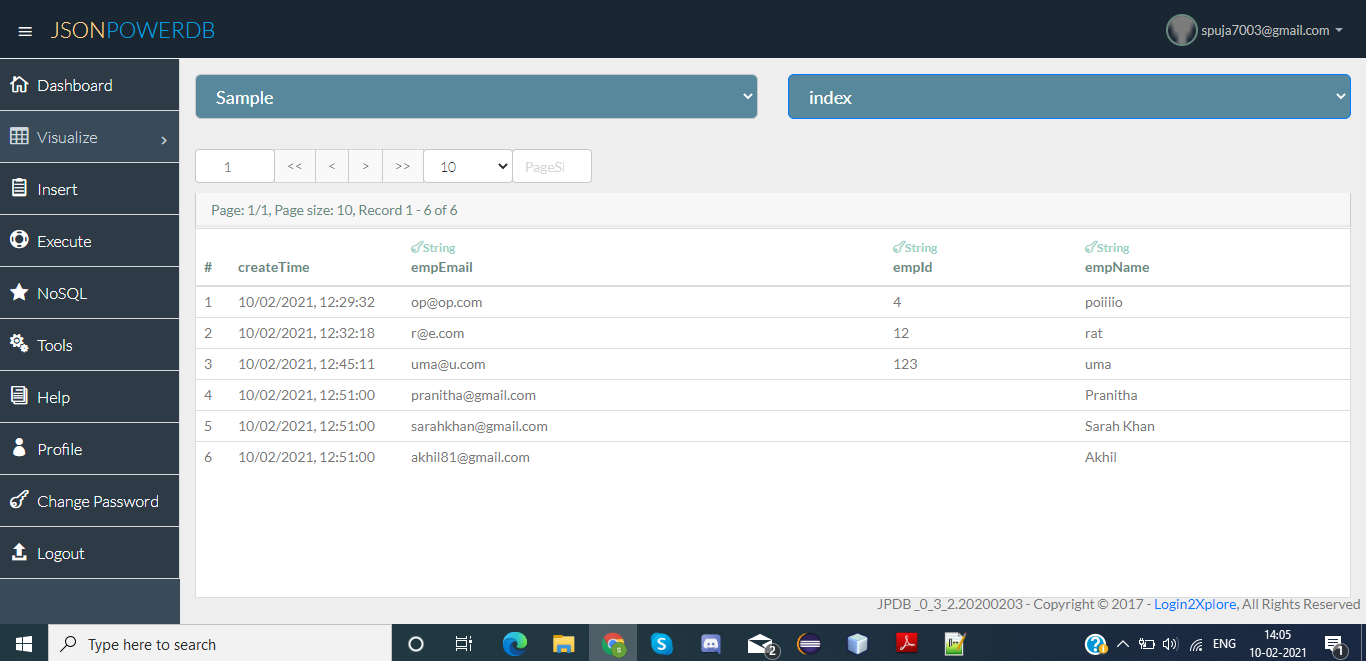 JSONPOWERDB
spuja7003@gmail.com
Dashboard
Visualize
Insert
Execute
NoSQL
Tools
Help
Profile
Change Password
Logout
Sample
index
1 << < > >> 10 PageSi
Page: 1/1, Page size: 10, Record 1 - 6 of 6
String String String
# createTime empEmail empId empName
1 10/02/2021, 12:29:32 op@op.com 4 poiiiio
2 10/02/2021, 12:32:18 r@e.com 12 rat
3 10/02/2021, 12:45:11 uma@u.com 123 uma
4 10/02/2021, 12:51:00 pranitha@gmail.com Pranitha
5 10/02/2021, 12:51:00 sarahkhan@gmail.com Sarah Khan
6 10/02/2021, 12:51:00 akhil81@gmail.com Akhil
JPDB _0_3_2.20200203 - Copyright © 2017 - Login2Xplore, All Rights Reserved
Type here to search
S
2
ENG
14:05
10-02-2021
1